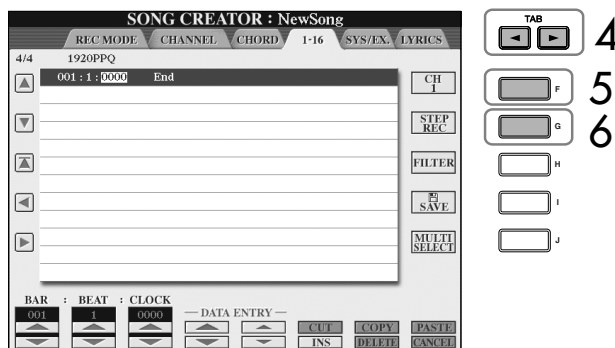 SONG CREATOR : NewSong
REC MODE CHANNEL CHORD 1-16 SYS/EX. LYRICS
4/4 1920PPQ
001 : 1 : 0000 End
CH 1
STEP REC
FILTER
SAVE
MULTI SELECT
BAR : BEAT : CLOCK
001 1 0000
DATA ENTRY
CUT COPY PASTE
INS DELETE CANCEL
TAB
4
F 5
G 6
H
I
J